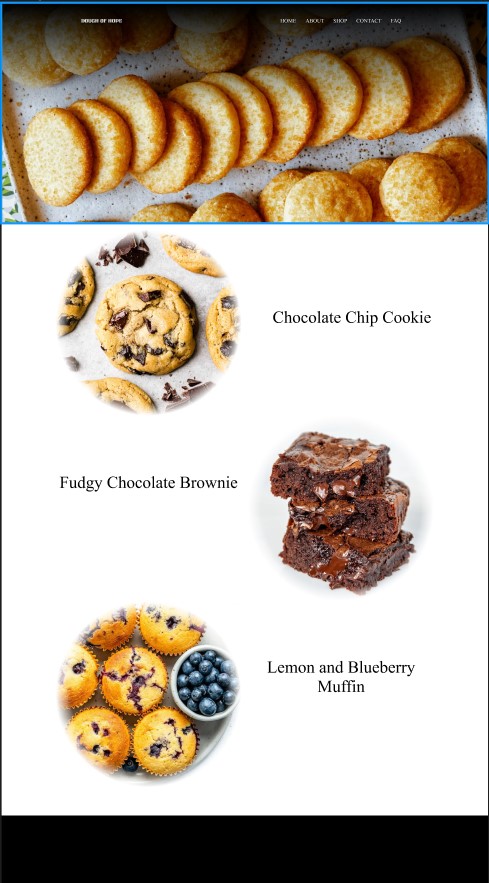 DOUGH OF HOPE
HOME ABOUT SHOP CONTACT FAQ
Chocolate Chip Cookie
Fudgy Chocolate Brownie
Lemon and Blueberry
Muffin